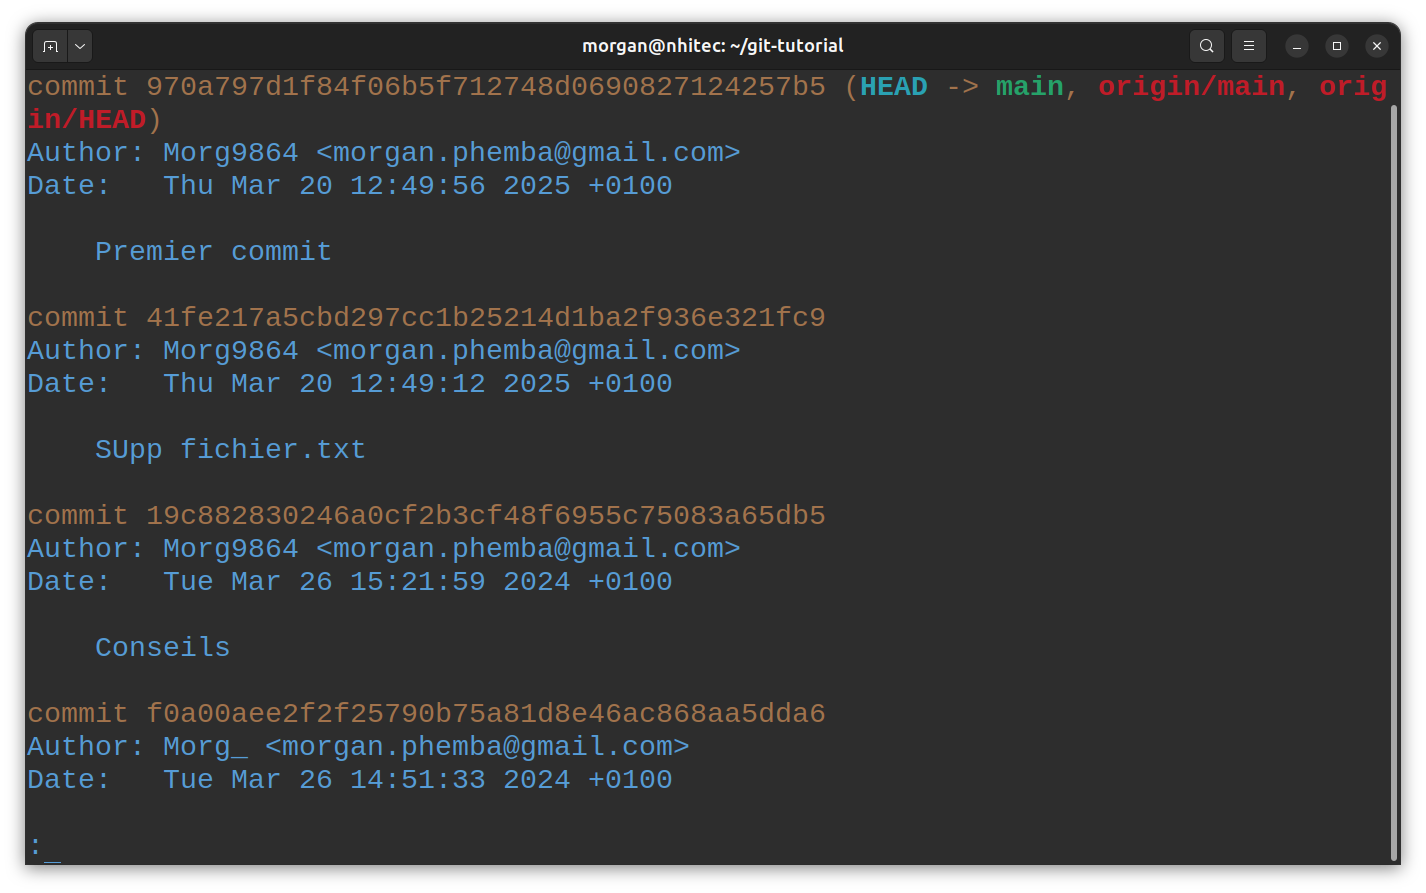 morgan@nhitec: ~/git-tutorial
commit 970a797d1f84f06b5f712748d0690827124257b5 (HEAD -> main, origin/main, orig
in/HEAD)
Author: Morg9864 <morgan.phemba@gmail.com>
Date:   Thu Mar 20 12:49:56 2025 +0100
    Premier commit
commit 41fe217a5cbd297cc1b25214d1ba2f936e321fc9
Author: Morg9864 <morgan.phemba@gmail.com>
Date:   Thu Mar 20 12:49:12 2025 +0100
    SUpp fichier.txt
commit 19c882830246a0cf2b3cf48f6955c75083a65db5
Author: Morg9864 <morgan.phemba@gmail.com>
Date:   Tue Mar 26 15:21:59 2024 +0100
    Conseils
commit f0a00aee2f2f25790b75a81d8e46ac868aa5dda6
Author: Morg_ <morgan.phemba@gmail.com>
Date:   Tue Mar 26 14:51:33 2024 +0100
: